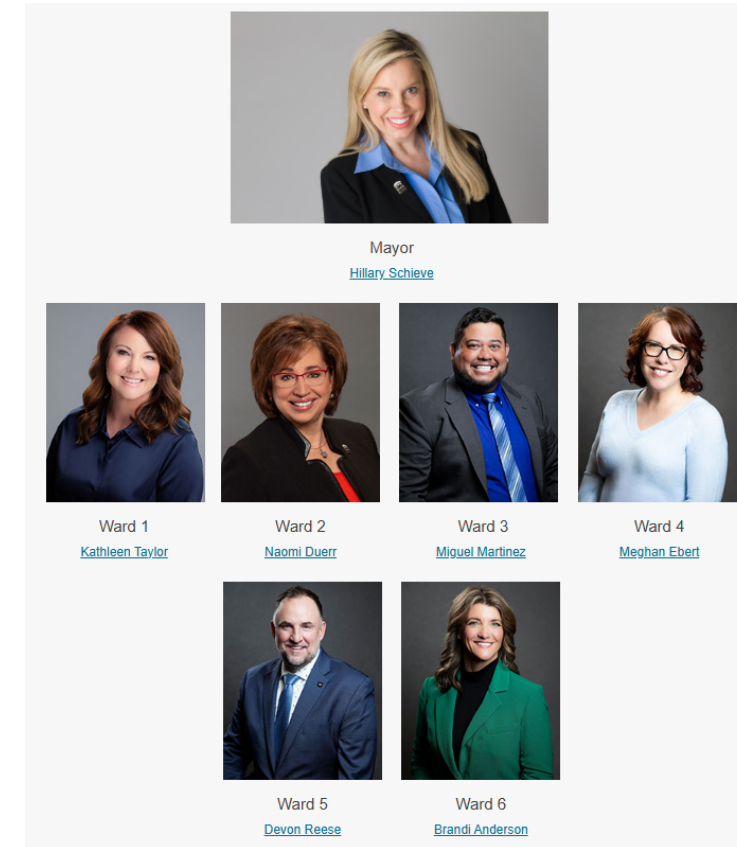 Mayor
Hillary Schieve
Ward 1
Kathleen Taylor
Ward 2
Naomi Duerr
Ward 3
Miguel Martinez
Ward 4
Meghan Ebert
Ward 5
Devon Reese
Ward 6
Brandi Anderson